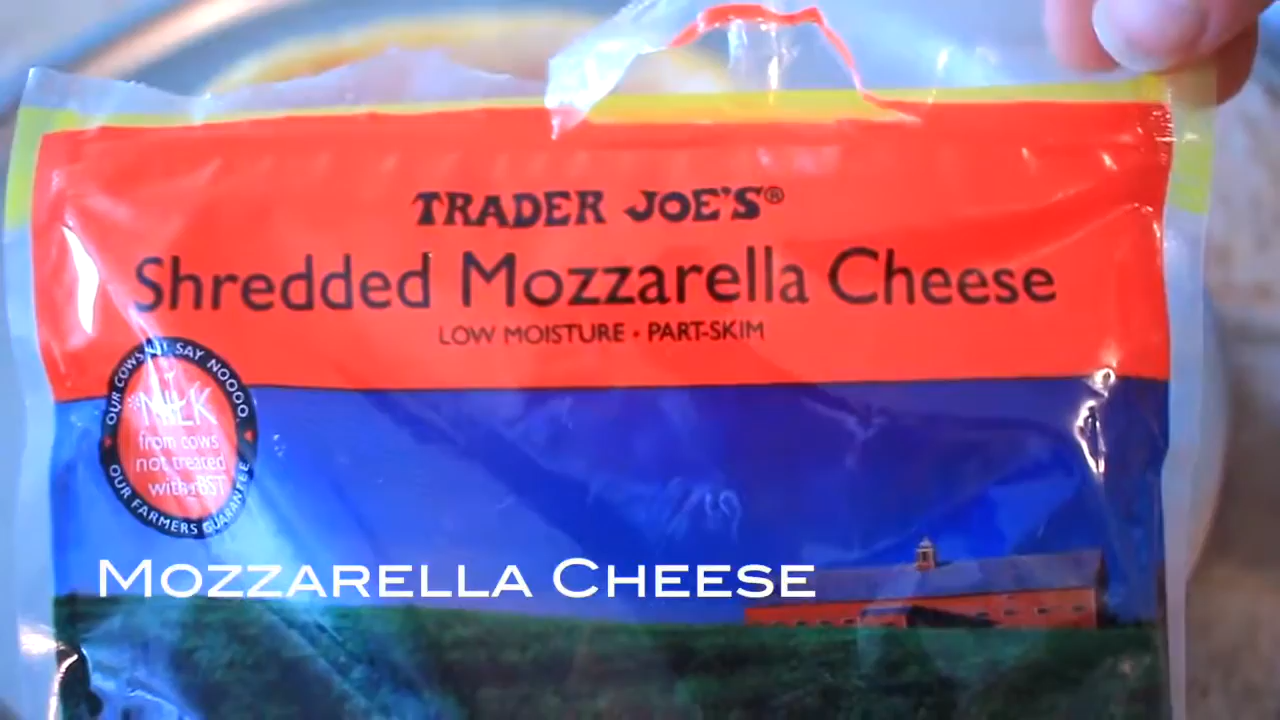 TRADER JOE'S®
Shredded Mozzarella Cheese
LOW MOISTURE • PART-SKIM
OUR COWS SAY NOOOO
*MILK
from cows
not treated
with rBST
OUR FARMERS GUARANTEE
MOZZARELLA CHEESE